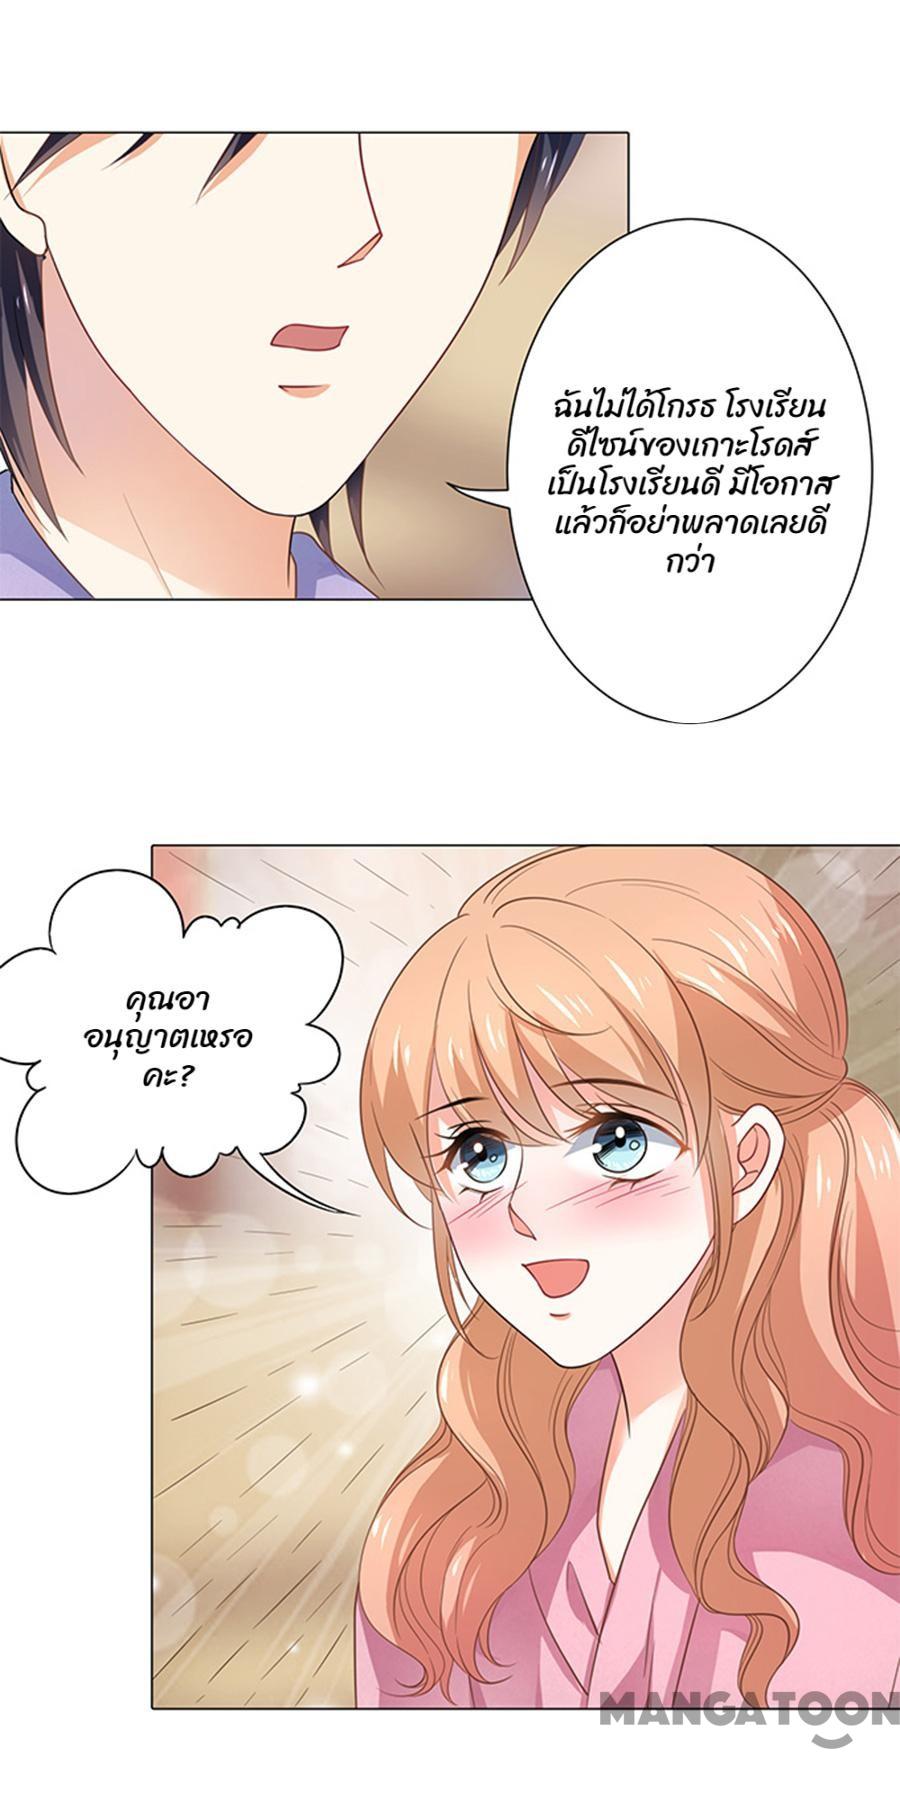 ฉันไม่ได้โกรธ โรงเรียน
ดีไซน์ของเกาะโรดส์
เป็นโรงเรียนดี มีโอกาส
แล้วก็อย่าพลาดเลยดี
กว่า
คุณอา
อนุญาตเหรอ
คะ?
MANGATOON